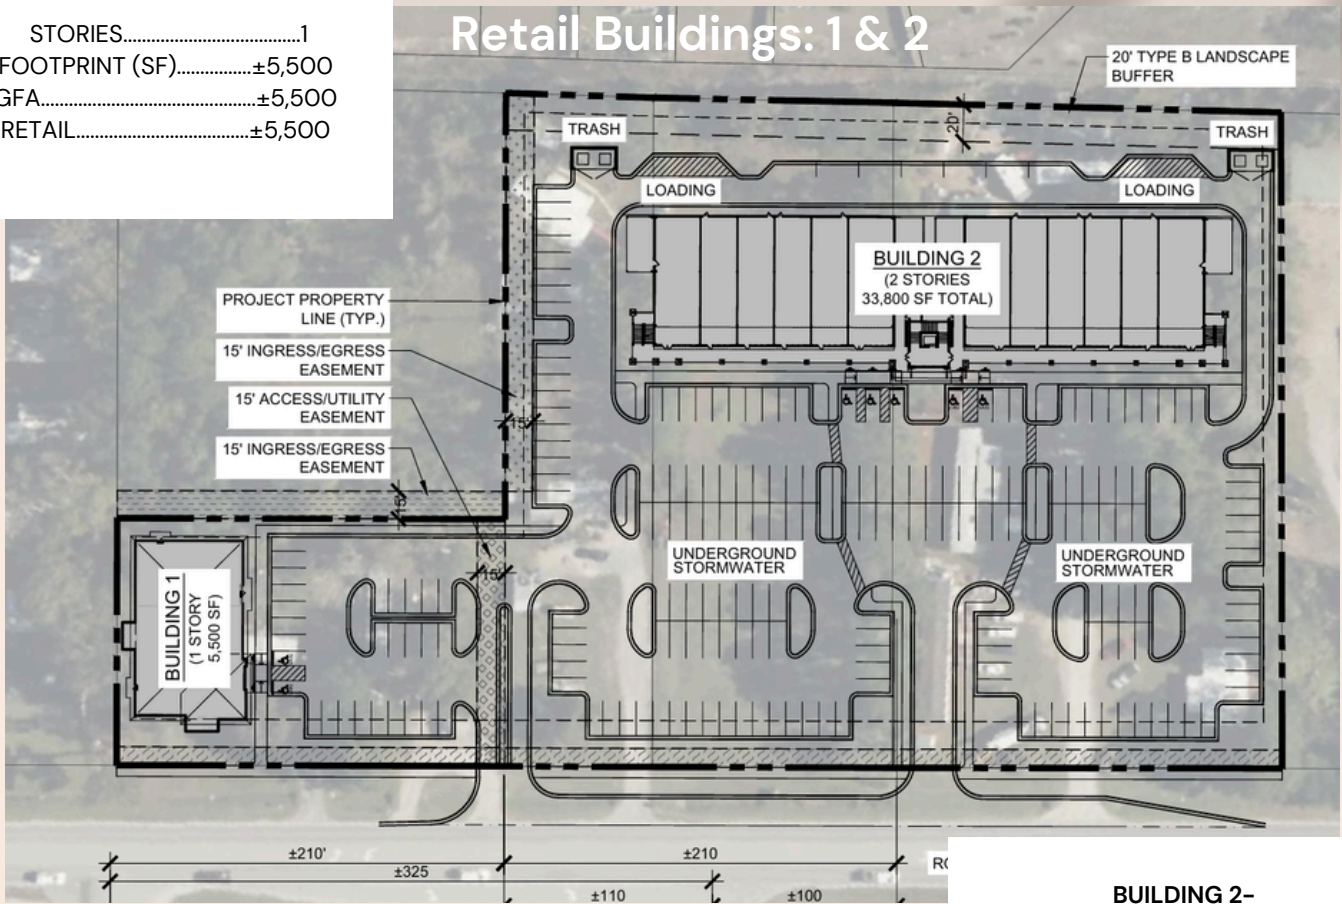 STORIES....................................1
FOOTPRINT (SF)...............±5,500
GFA............................................±5,500
RETAIL...................................±5,500
Retail Buildings: 1 & 2
20' TYPE B LANDSCAPE
BUFFER
TRASH
20'
TRASH
LOADING
LOADING
BUILDING 2
(2 STORIES
33,800 SF TOTAL)
PROJECT PROPERTY
LINE (TYP.)
15' INGRESS/EGRESS
EASEMENT
15' ACCESS/UTILITY
EASEMENT
15' INGRESS/EGRESS
EASEMENT
15'
15'
15'
UNDERGROUND
STORMWATER
UNDERGROUND
STORMWATER
BUILDING 1
(1 STORY
5,500 SF)
±210'
±210
±325
±110
±100
BUILDING 2-